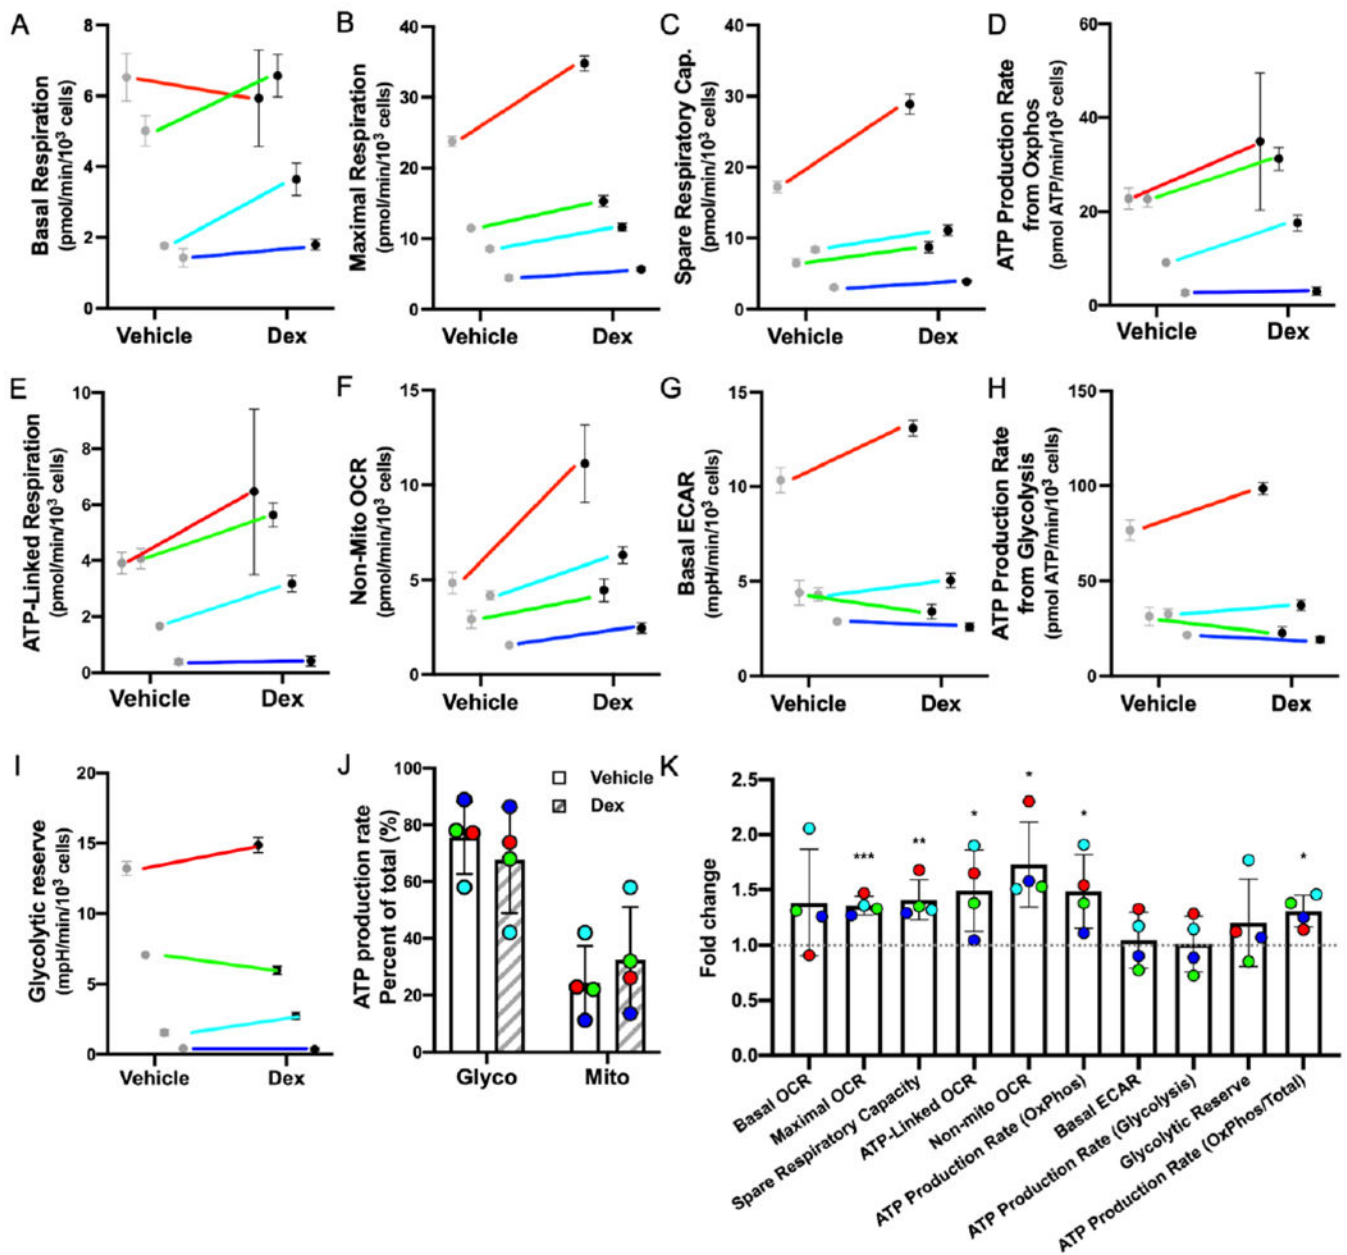 A
Basal Respiration
(pmol/min/10³ cells)
8
6
4
2
0
Vehicle Dex
B
Maximal Respiration
(pmol/min/10³ cells)
40
30
20
10
0
Vehicle Dex
C
Spare Respiratory Cap.
(pmol/min/10³ cells)
40
30
20
10
0
Vehicle Dex
D
ATP Production Rate
from Oxphos
(pmol ATP/min/10³ cells)
60
40
20
0
Vehicle Dex
E
ATP-Linked Respiration
(pmol/min/10³ cells)
10
8
6
4
2
0
Vehicle Dex
F
Non-Mito OCR
(pmol/min/10³ cells)
15
10
5
0
Vehicle Dex
G
Basal ECAR
(mpH/min/10³ cells)
15
10
5
0
Vehicle Dex
H
ATP Production Rate
from Glycolysis
(pmol ATP/min/10³ cells)
150
100
50
0
Vehicle Dex
I
Glycolytic reserve
(mpH/min/10³ cells)
20
15
10
5
0
Vehicle Dex
J
ATP production rate
Percent of total (%)
100
80
60
40
20
0
Vehicle
Dex
Glyco Mito
K
Fold change
2.5
2.0
1.5
1.0
0.5
0.0
*** ** * * * *
Basal OCR
Maximal OCR
Spare Respiratory Capacity
ATP-Linked OCR
Non-mito OCR
ATP Production Rate (OxPhos)
Basal ECAR
ATP Production Rate (Glycolysis)
Glycolytic Reserve
ATP Production Rate (OxPhos/Total)